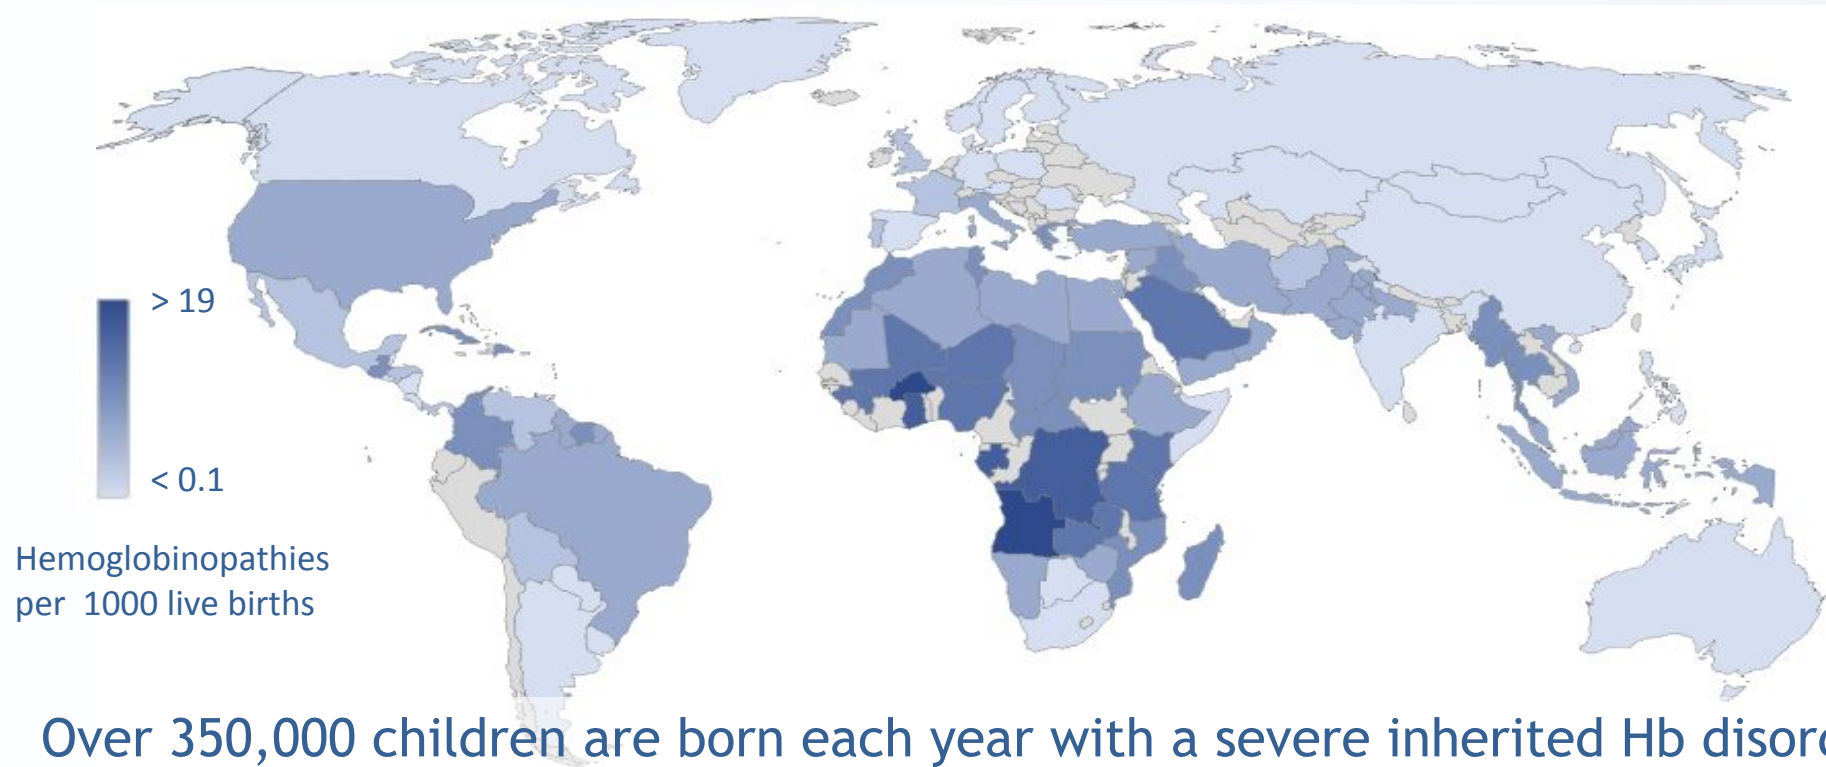 > 19
< 0.1
Hemoglobinopathies
per 1000 live births
Over 350,000 children are born each year with a severe inherited Hb